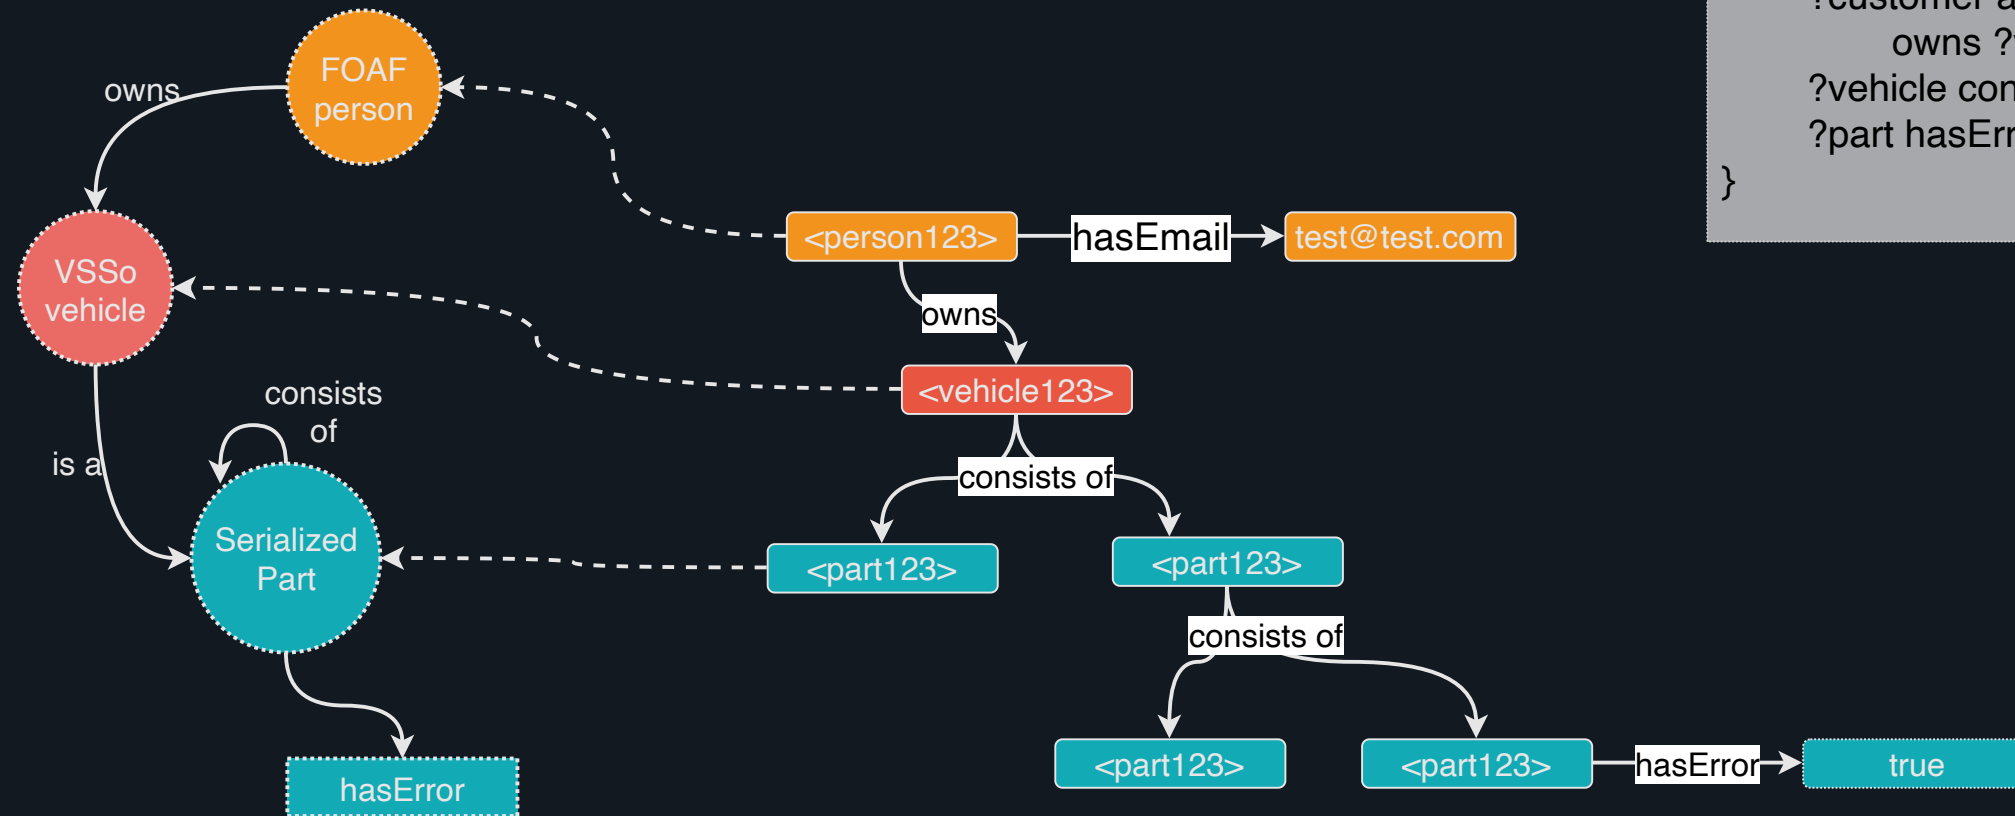 ?customer a
owns ?
?vehicle con
?part hasErr
}
FOAF
person
owns
VSSo
vehicle
is a
consists
of
Serialized
Part
hasError
<person123>
hasEmail
test@test.com
owns
<vehicle123>
consists of
<part123>
<part123>
consists of
<part123>
<part123>
hasError
true